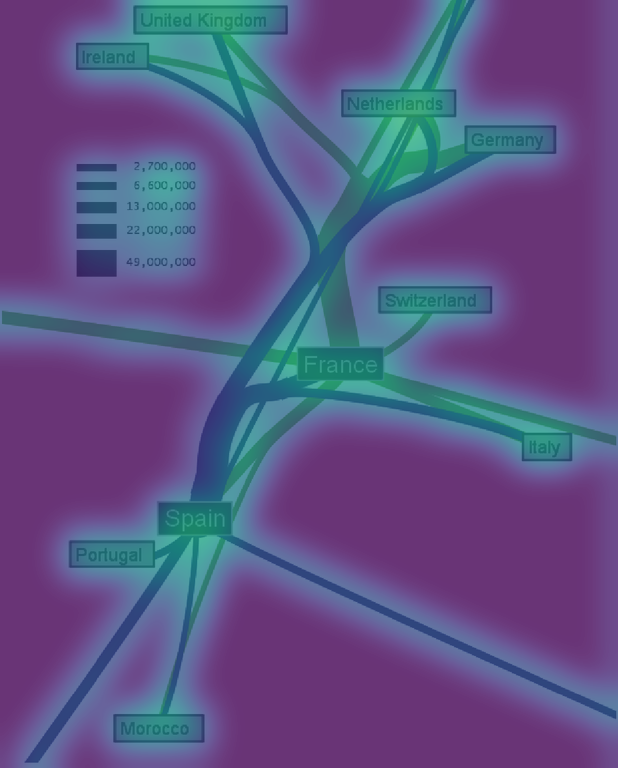 United Kingdom
Ireland
Netherlands
Germany
2,700,000
6,600,000
13,000,000
22,000,000
49,000,000
Switzerland
France
Italy
Spain
Portugal
Morocco